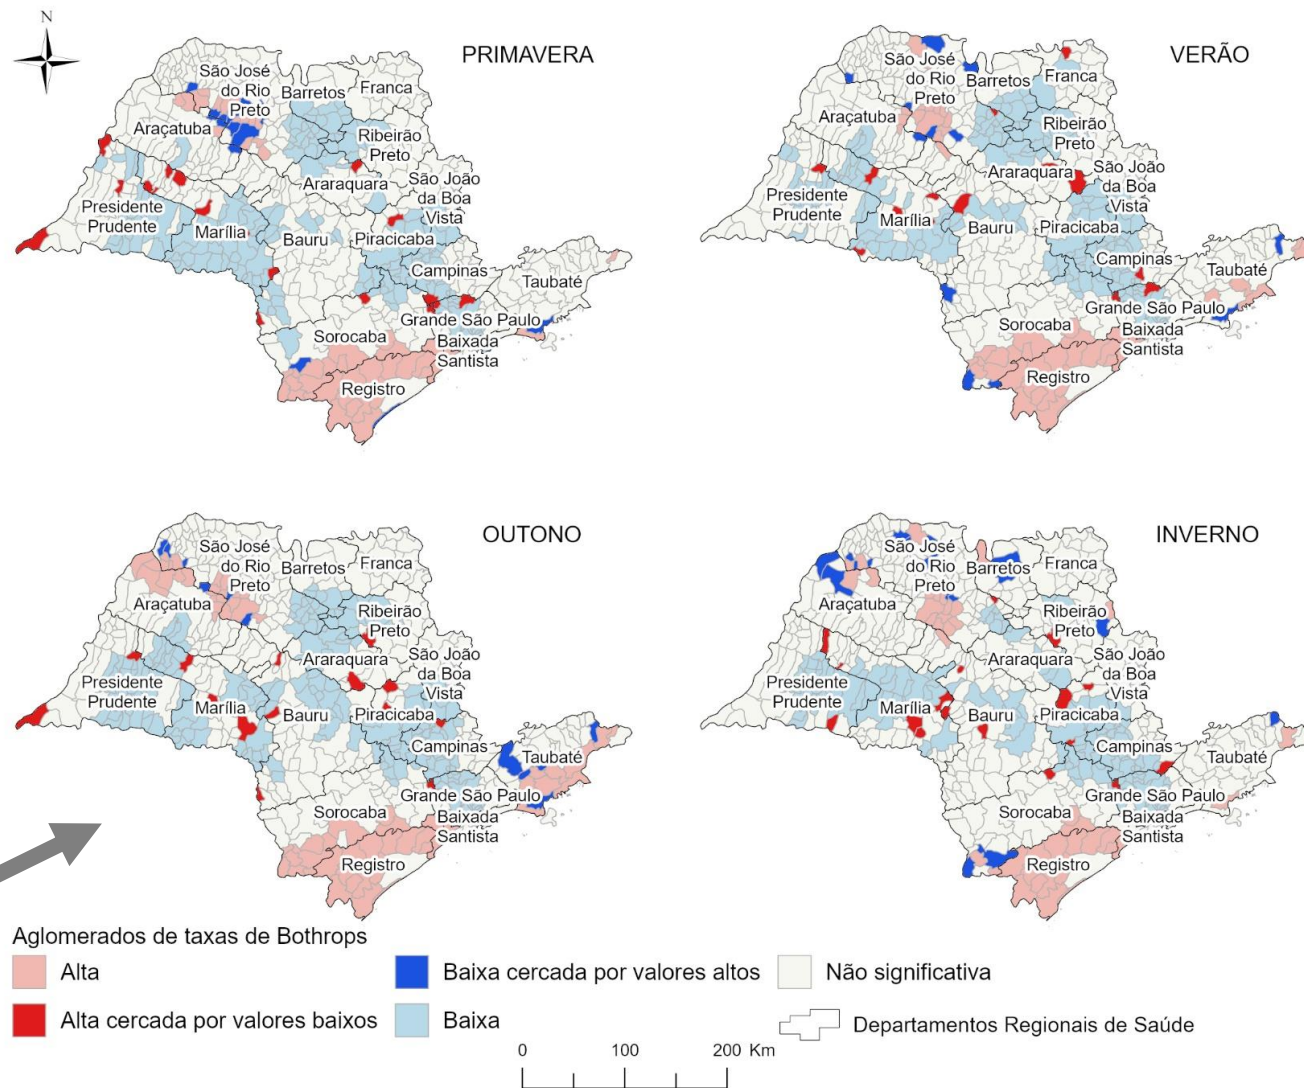 N
PRIMAVERA
São José
do Rio
Preto
Barretos
Franca
Araçatuba
Ribeirão
Preto
Araraquara
São João
da Boa
Vista
Presidente
Prudente
Marília
Bauru
Piracicaba
Campinas
Taubaté
Grande São Paulo
Sorocaba
Baixada
Santista
Registro
VERÃO
São José
do Rio
Preto
Barretos
Franca
Araçatuba
Ribeirão
Preto
Araraquara
São João
da Boa
Vista
Presidente
Prudente
Marília
Bauru
Piracicaba
Campinas
Taubaté
Grande São Paulo
Sorocaba
Baixada
Santista
Registro
OUTONO
São José
do Rio
Preto
Barretos
Franca
Araçatuba
Ribeirão
Preto
Araraquara
São João
da Boa
Vista
Presidente
Prudente
Marília
Bauru
Piracicaba
Campinas
Taubaté
Grande São Paulo
Sorocaba
Baixada
Santista
Registro
INVERNO
São José
do Rio
Preto
Barretos
Franca
Araçatuba
Ribeirão
Preto
Araraquara
São João
da Boa
Vista
Presidente
Prudente
Marília
Bauru
Piracicaba
Campinas
Taubaté
Grande São Paulo
Sorocaba
Baixada
Santista
Registro
Aglomerados de taxas de Bothrops
Alta
Baixa cercada por valores altos
Não significativa
Alta cercada por valores baixos
Baixa
Departamentos Regionais de Saúde
0 100 200 Km